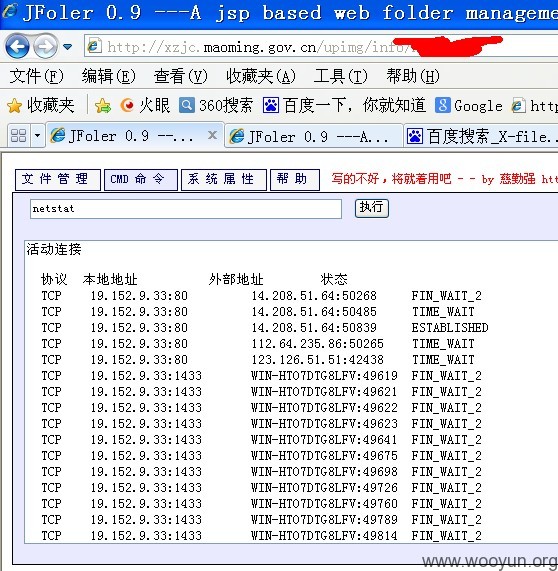 JFoler 0.9 ---A jsp based web folder manageme
http://xzjc.maoming.gov.cn/upimg/info/
文件(F) 编辑(E) 查看(V) 收藏夹(A) 工具(T) 帮助(H)
收藏夹 火眼 360搜索 百度一下，你就知道 Google http
JFoler 0.9 --... JFoler 0.9 ---A... 百度搜索_X-file...
文件管理 CMD命令 系统属性 帮助 写的不好，将就着用吧 - - by 慈勤强 htt
netstat 执行
活动连接
协议 本地地址 外部地址 状态
TCP 19.152.9.33:80 14.208.51.64:50268 FIN_WAIT_2
TCP 19.152.9.33:80 14.208.51.64:50485 TIME_WAIT
TCP 19.152.9.33:80 14.208.51.64:50839 ESTABLISHED
TCP 19.152.9.33:80 112.64.235.86:50265 TIME_WAIT
TCP 19.152.9.33:80 123.126.51.51:42438 TIME_WAIT
TCP 19.152.9.33:1433 WIN-HTO7DTG8LFV:49619 FIN_WAIT_2
TCP 19.152.9.33:1433 WIN-HTO7DTG8LFV:49621 FIN_WAIT_2
TCP 19.152.9.33:1433 WIN-HTO7DTG8LFV:49622 FIN_WAIT_2
TCP 19.152.9.33:1433 WIN-HTO7DTG8LFV:49623 FIN_WAIT_2
TCP 19.152.9.33:1433 WIN-HTO7DTG8LFV:49641 FIN_WAIT_2
TCP 19.152.9.33:1433 WIN-HTO7DTG8LFV:49675 FIN_WAIT_2
TCP 19.152.9.33:1433 WIN-HTO7DTG8LFV:49698 FIN_WAIT_2
TCP 19.152.9.33:1433 WIN-HTO7DTG8LFV:49726 FIN_WAIT_2
TCP 19.152.9.33:1433 WIN-HTO7DTG8LFV:49760 FIN_WAIT_2
TCP 19.152.9.33:1433 WIN-HTO7DTG8LFV:49789 FIN_WAIT_2
TCP 19.152.9.33:1433 WIN-HTO7DTG8LFV:49814 FIN_WAIT_2
www.wooyun.org